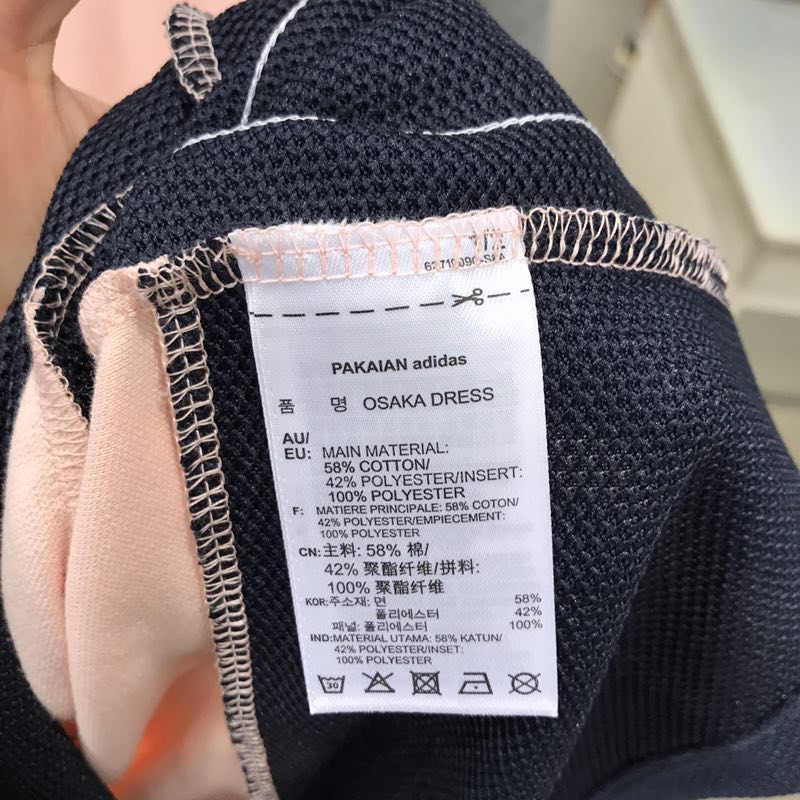 PAKAIAN adidas
품 명 OSAKA DRESS
AU/
EU: MAIN MATERIAL:
58% COTTON/
42% POLYESTER/INSERT:
100% POLYESTER
F: MATIERE PRINCIPALE: 58% COTON/
42% POLYESTER/EMPIECEMENT:
100% POLYESTER
CN:主料: 58% 棉/
42% 聚酯纤维/拼料:
100% 聚酯纤维
KOR:주소재: 면 58%
폴리에스터 42%
패널: 폴리에스터 100%
IND:MATERIAL UTAMA: 58% KATUN/
42% POLYESTER/INSET:
100% POLYESTER
30